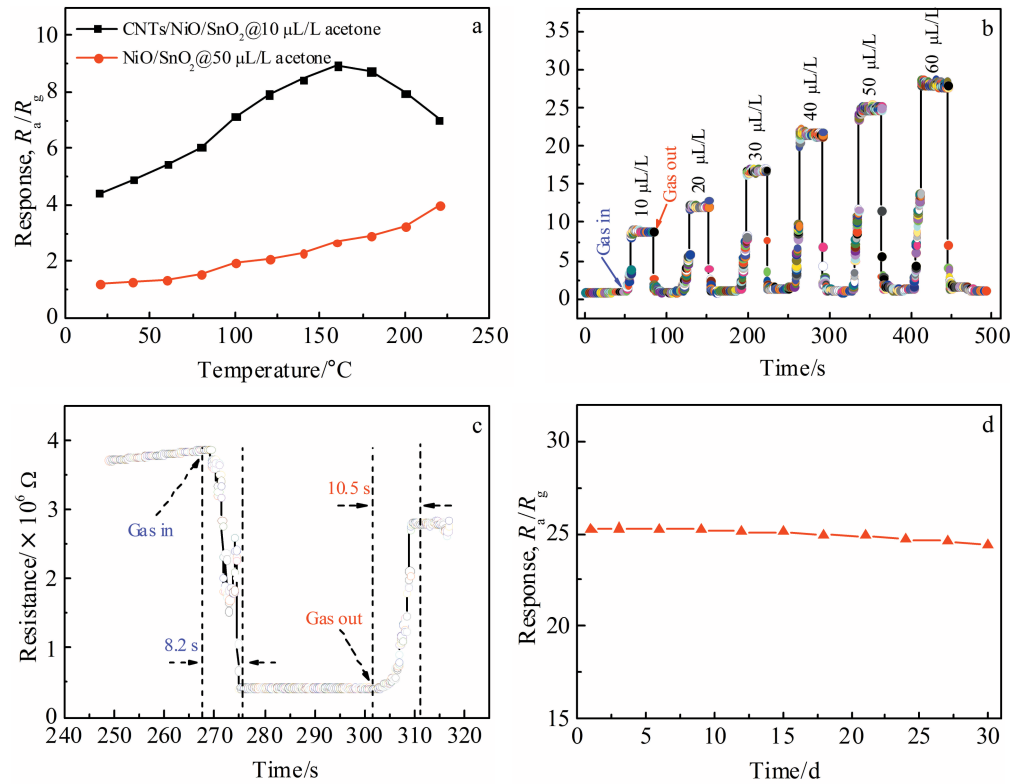 a
CNTs/NiO/SnO₂@10 μL/L acetone
NiO/SnO₂@50 μL/L acetone
10
8
6
4
2
0
Response, Rₐ/R_g
0 50 100 150 200 250
Temperature/°C
b
35
30
25
20
15
10
5
0
Gas in
10 μL/L
Gas out
20 μL/L
30 μL/L
40 μL/L
50 μL/L
60 μL/L
0 100 200 300 400 500
Time/s
c
4
3
2
1
0
Resistance/× 10⁶ Ω
Gas in
8.2 s
10.5 s
Gas out
240 250 260 270 280 290 300 310 320
Time/s
d
30
25
20
15
Response, Rₐ/R_g
0 5 10 15 20 25 30
Time/d